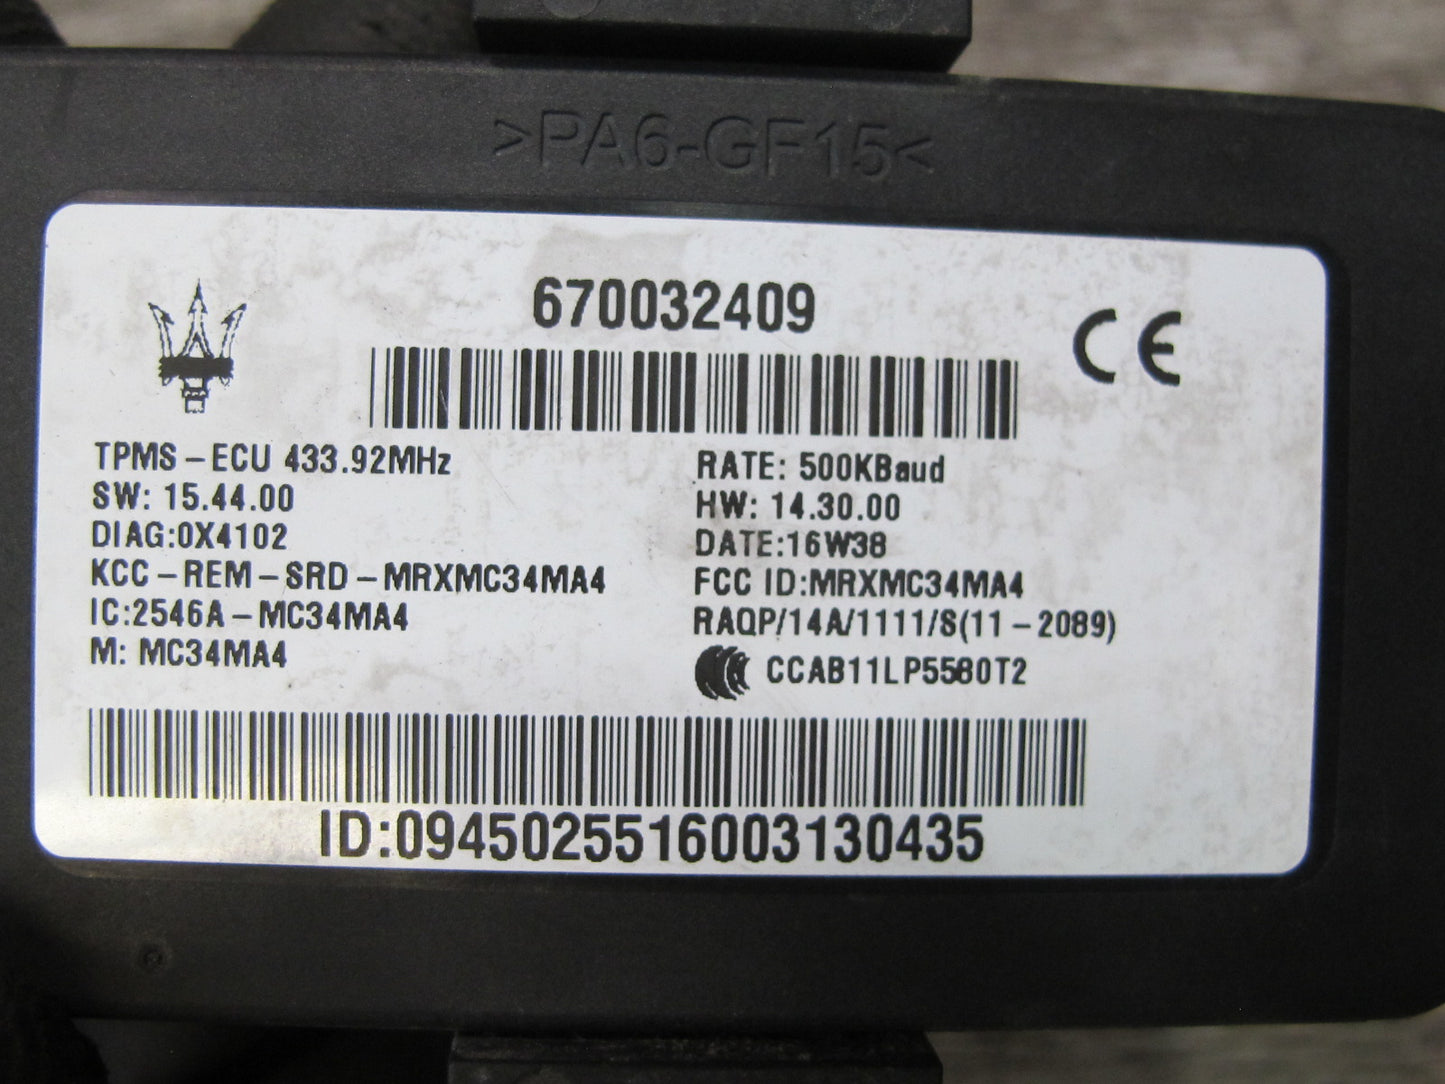 >PA6-GF15<
670032409
CE
TPMS-ECU 433.92MHz
RATE: 500KBaud
SW: 15.44.00
HW: 14.30.00
DIAG:0X4102
DATE:16W38
KCC-REM-SRD-MRXMC34MA4
FCC ID:MRXMC34MA4
IC:2546A-MC34MA4
RAQP/14A/1111/S(11-2089)
M: MC34MA4
CCAB11LP5580T2
ID:0945025516003130435